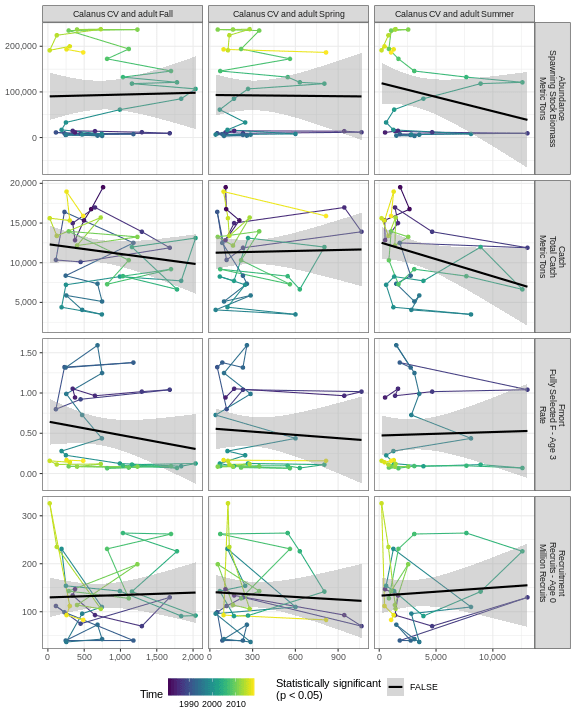 Calanus CV and adult Fall
Calanus CV and adult Spring
Calanus CV and adult Summer
200,000
100,000
0
Abundance
Spawning Stock Biomass
Metric Tons
20,000
15,000
10,000
5,000
Catch
Total Catch
Metric Tons
1.50
1.00
0.50
0.00
Fmort
Fully Selected F - Age 3
Rate
300
200
100
Recruitment
Recruits - Age 0
Million Recruits
0 500 1,000 1,500 2,000
0 300 600 900
0 5,000 10,000
Time
1990 2000 2010
Statistically significant
(p < 0.05)
FALSE